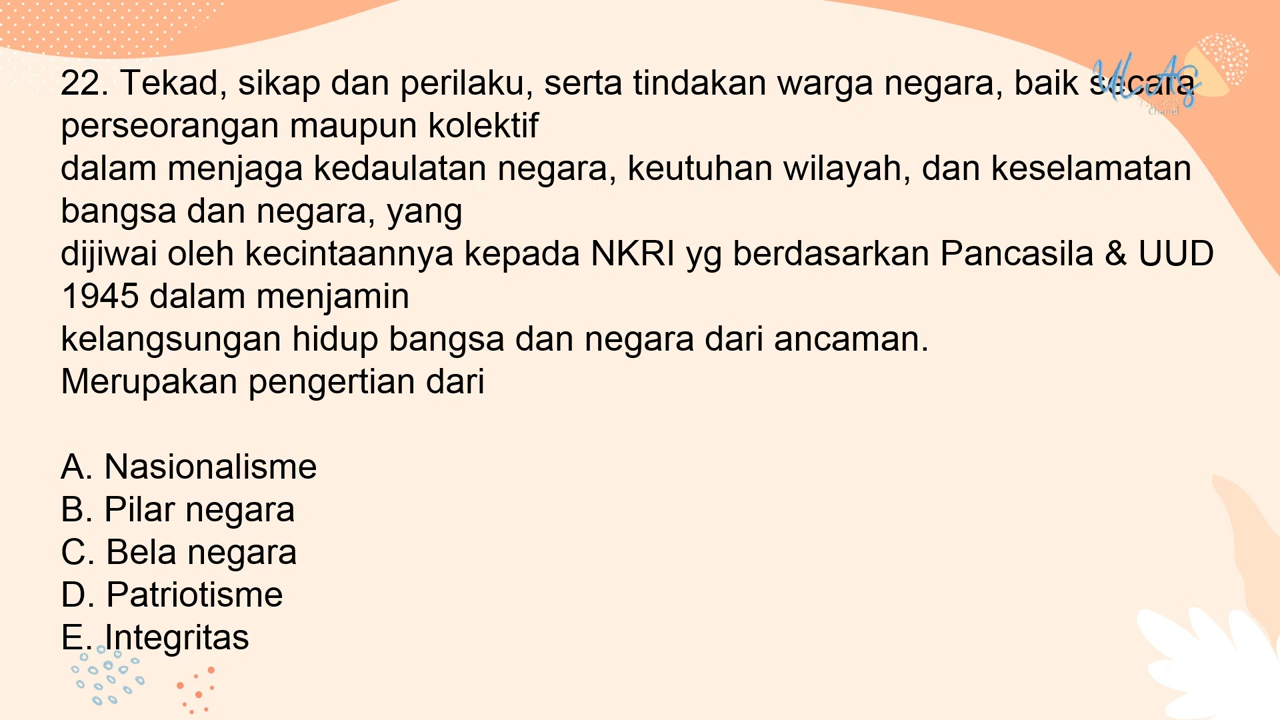 22. Tekad, sikap dan perilaku, serta tindakan warga negara, baik secara
perseorangan maupun kolektif
dalam menjaga kedaulatan negara, keutuhan wilayah, dan keselamatan
bangsa dan negara, yang
dijiwai oleh kecintaannya kepada NKRI yg berdasarkan Pancasila & UUD
1945 dalam menjamin
kelangsungan hidup bangsa dan negara dari ancaman.
Merupakan pengertian dari
A. Nasionalisme
B. Pilar negara
C. Bela negara
D. Patriotisme
E. Integritas
Chanel